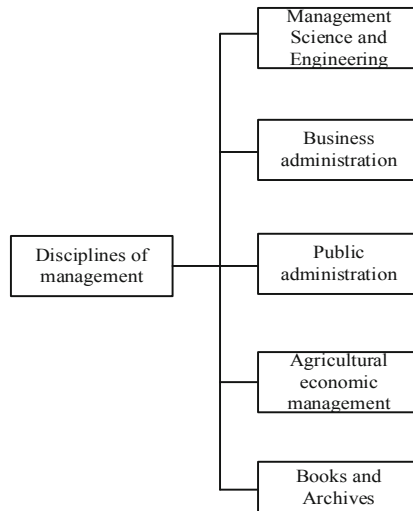 Management
Science and
Engineering
Business
administration
Disciplines of
management
Public
administration
Agricultural
economic
management
Books and
Archives